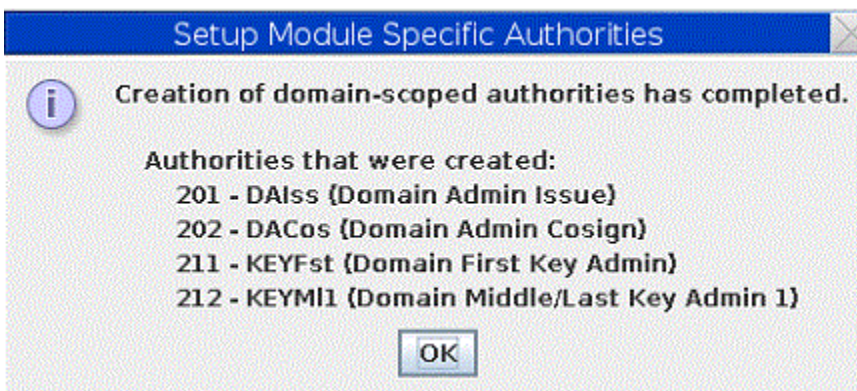 Setup Module Specific Authorities
Creation of domain-scoped authorities has completed.
Authorities that were created:
201 - DAIss (Domain Admin Issue)
202 - DACos (Domain Admin Cosign)
211 - KEYFst (Domain First Key Admin)
212 - KEYMl1 (Domain Middle/Last Key Admin 1)
OK